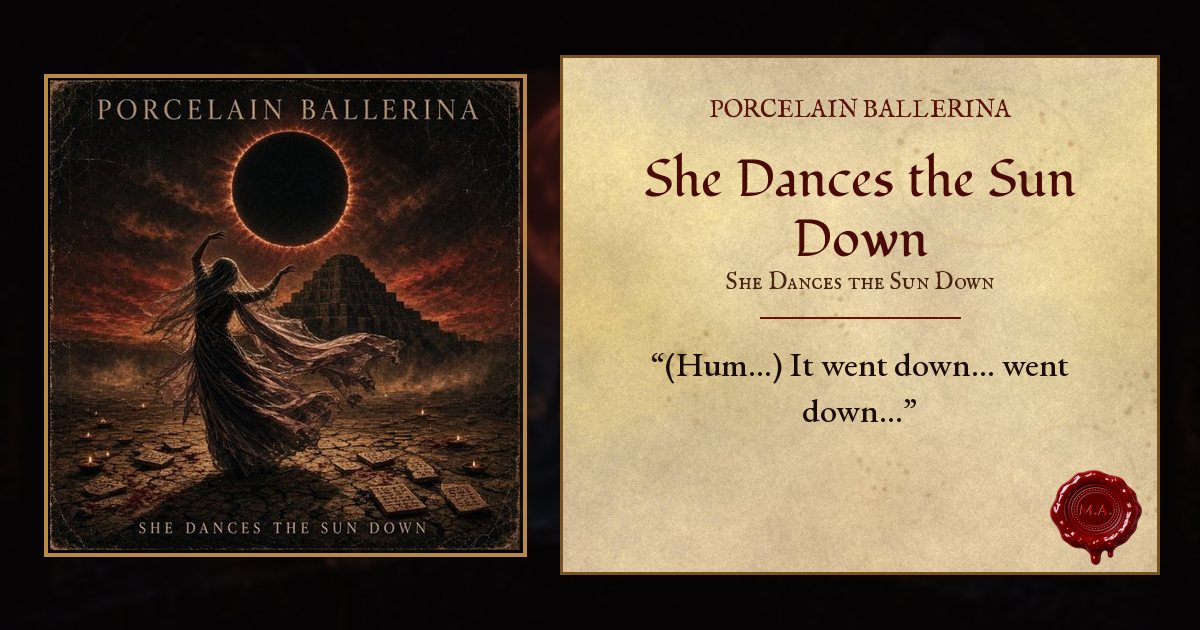 PORCELAIN BALLERINA
SHE DANCES THE SUN DOWN
PORCELAIN BALLERINA
She Dances the Sun
Down
She Dances the Sun Down
“(Hum...) It went down... went
down...”
M.A.